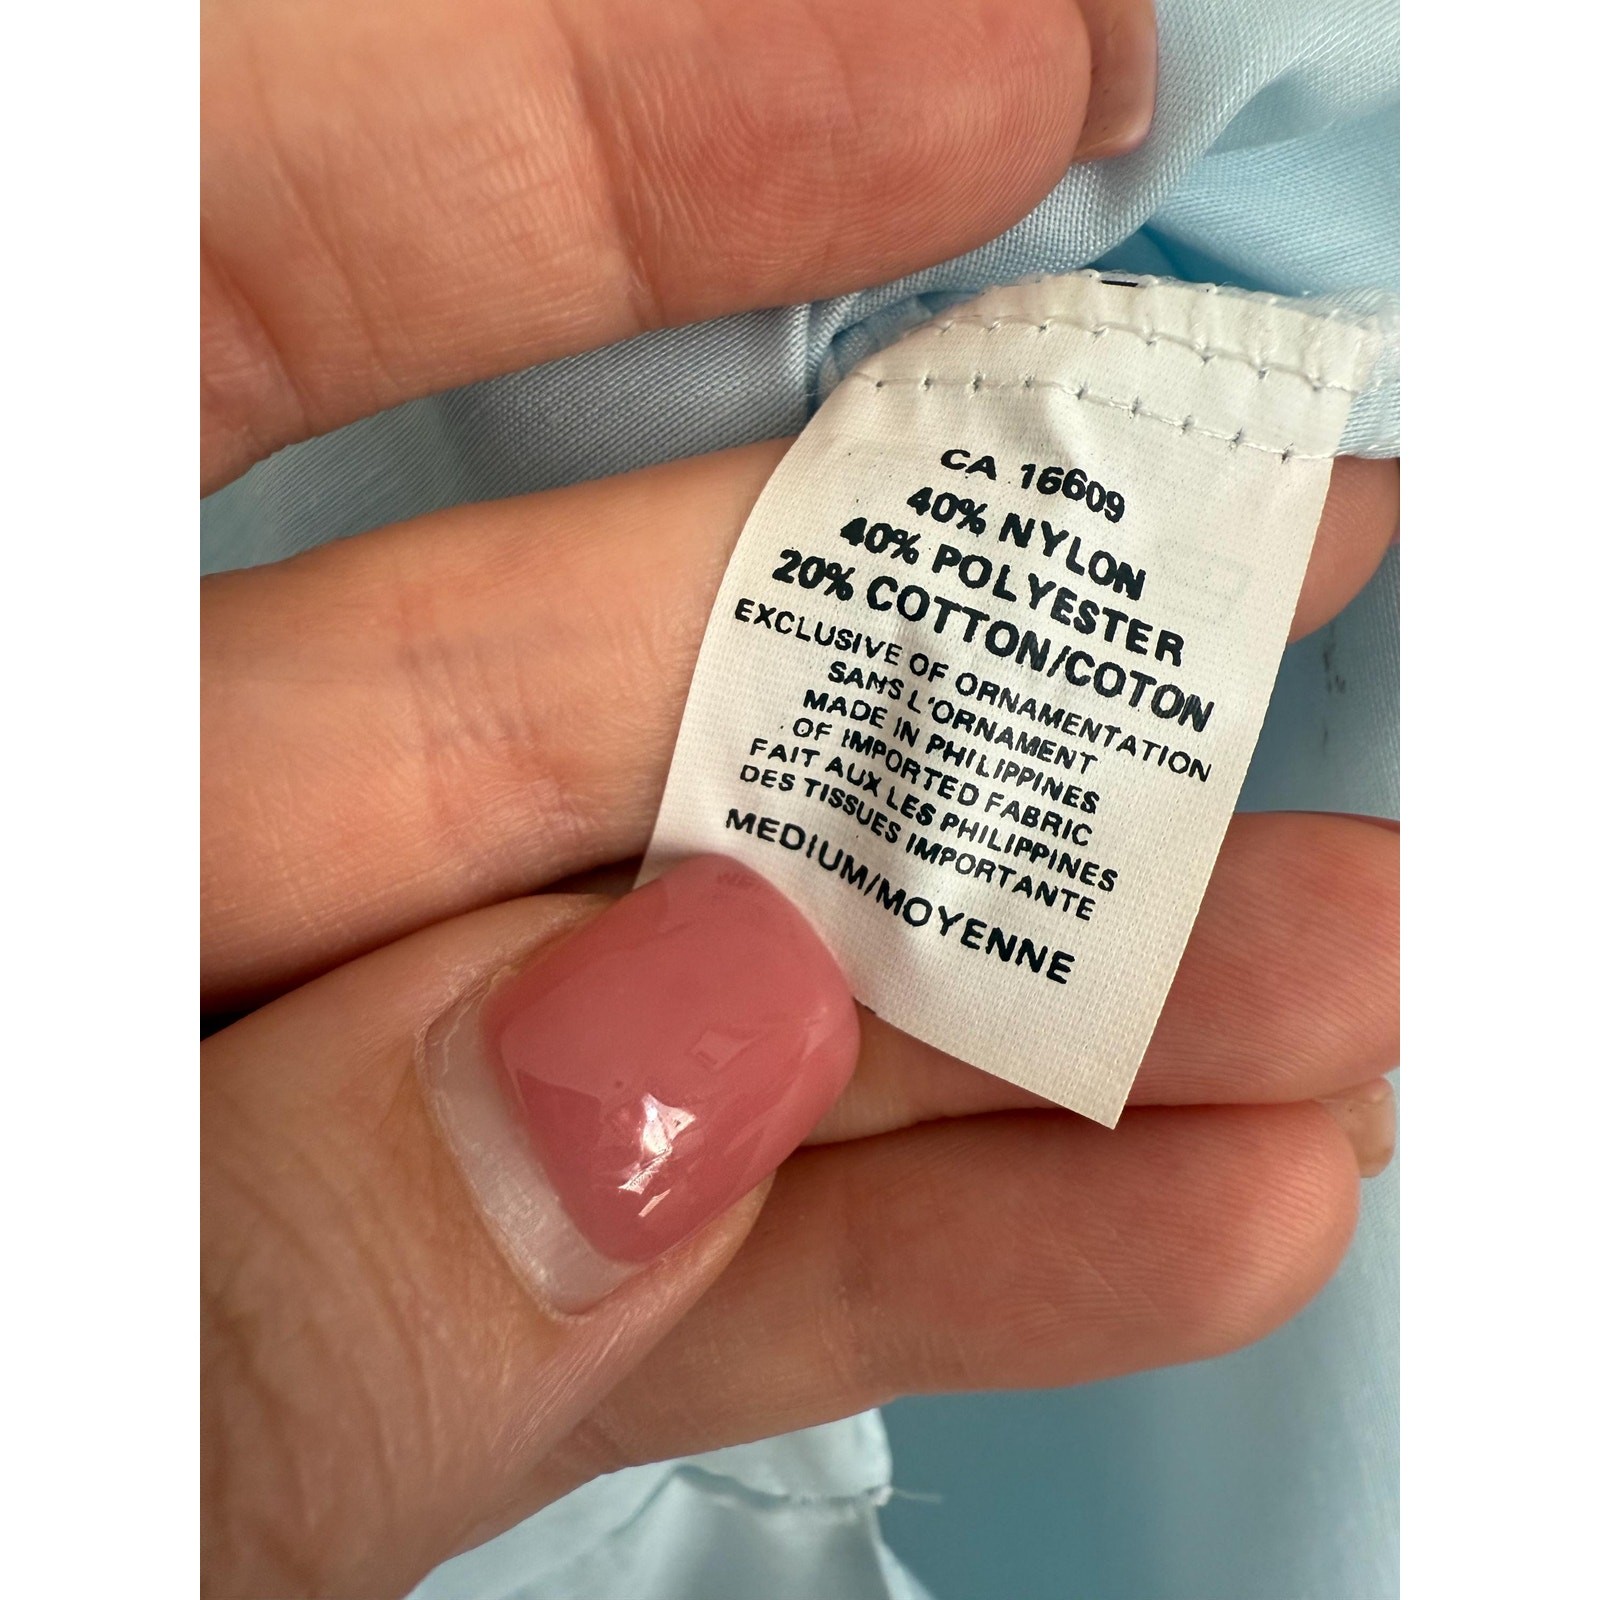 CA 16609
40% NYLON
40% POLYESTER
20% COTTON/COTON
EXCLUSIVE OF ORNAMENTATION
SANS L'ORNAMENT
MADE IN PHILIPPINES
OF IMPORTED FABRIC
FAIT AUX LES PHILIPPINES
DES TISSUES IMPORTANTE
MEDIUM/MOYENNE